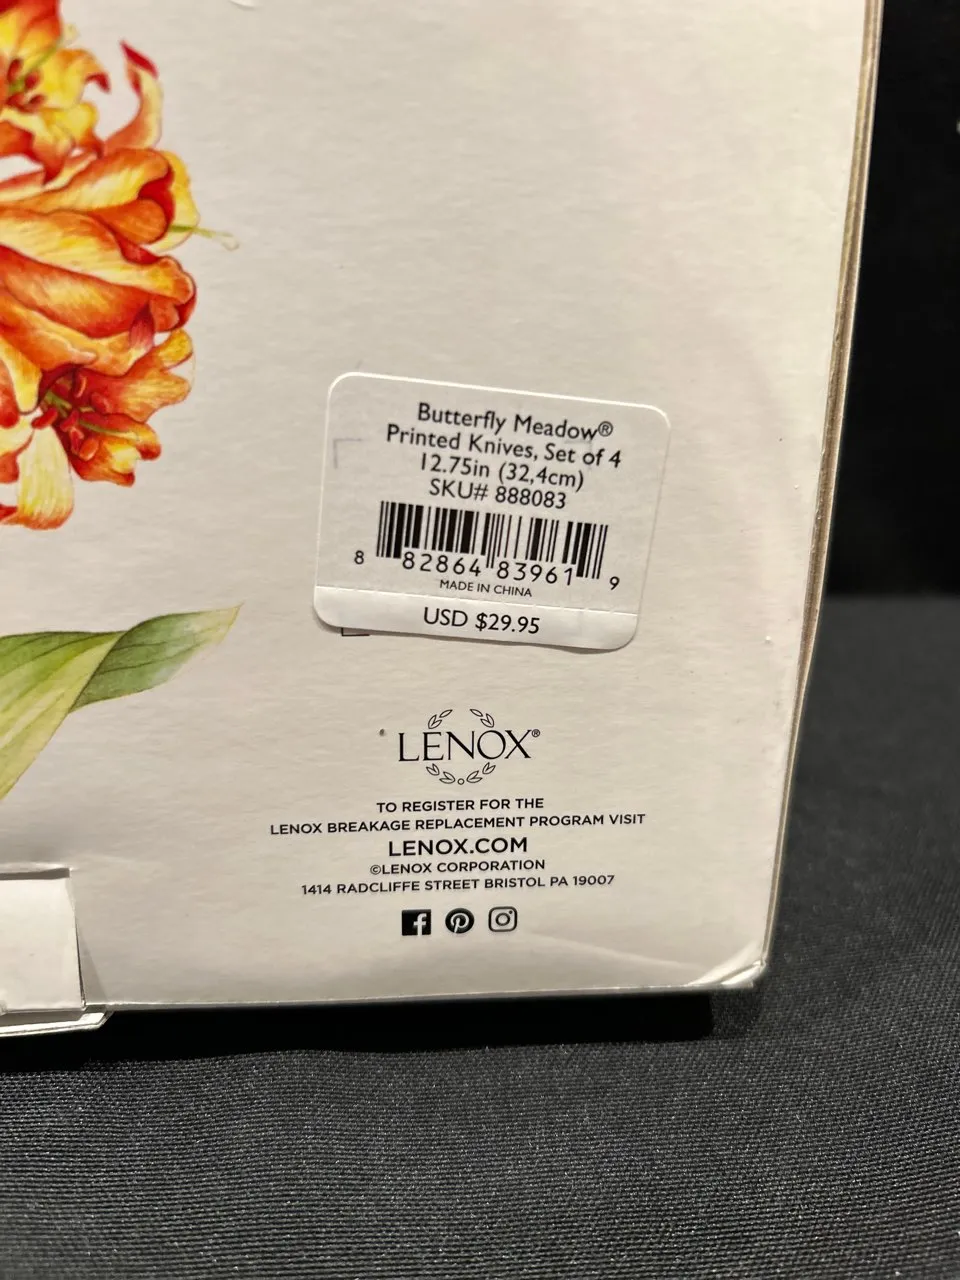 Butterfly Meadow®
Printed Knives, Set of 4
12.75in (32,4cm)
SKU# 888083
8 82864 83961 9
MADE IN CHINA
USD $29.95
LENOX®
TO REGISTER FOR THE
LENOX BREAKAGE REPLACEMENT PROGRAM VISIT
LENOX.COM
©LENOX CORPORATION
1414 RADCLIFFE STREET BRISTOL PA 19007